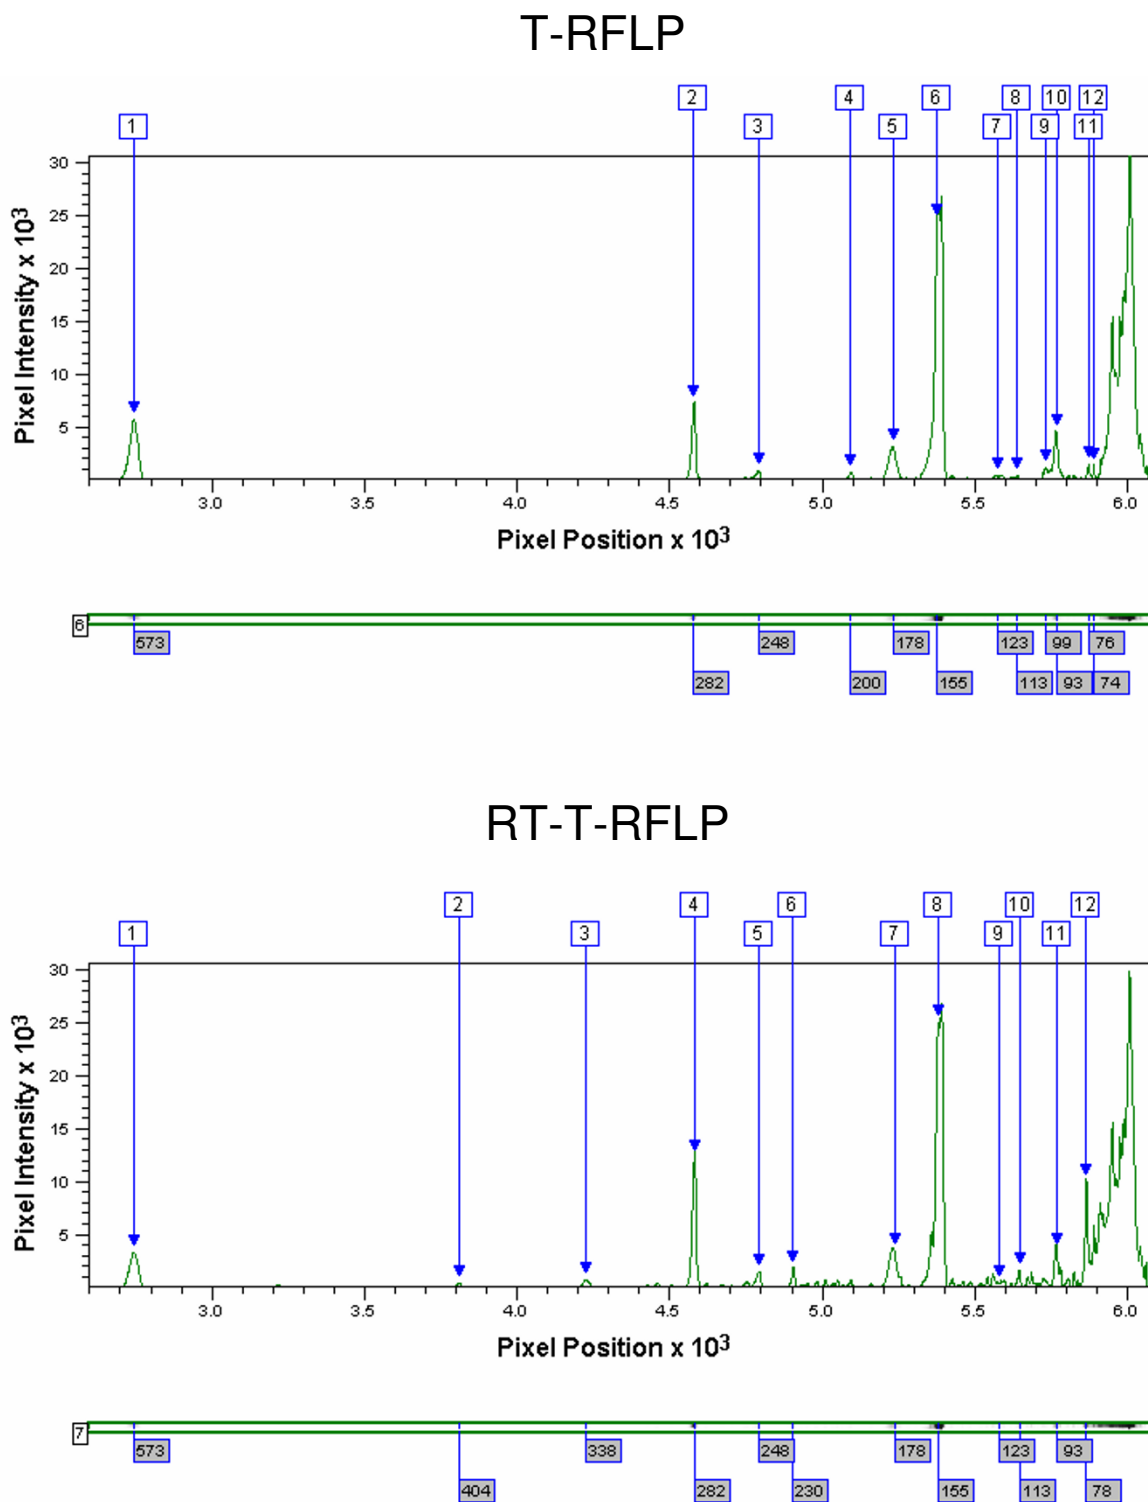 T-RFLP
2 4 6 8 10 12
1 3 5 7 9 11
30
25
20
15
10
5
Pixel Intensity x 10³
3.0 3.5 4.0 4.5 5.0 5.5 6.0
Pixel Position x 10³
6
573 248 178 123 99 76
282 200 155 113 93 74
RT-T-RFLP
2 4 6 8 10 12
1 3 5 7 9 11
30
25
20
15
10
5
Pixel Intensity x 10³
3.0 3.5 4.0 4.5 5.0 5.5 6.0
Pixel Position x 10³
7
573 338 248 178 123 93
404 282 230 155 113 78